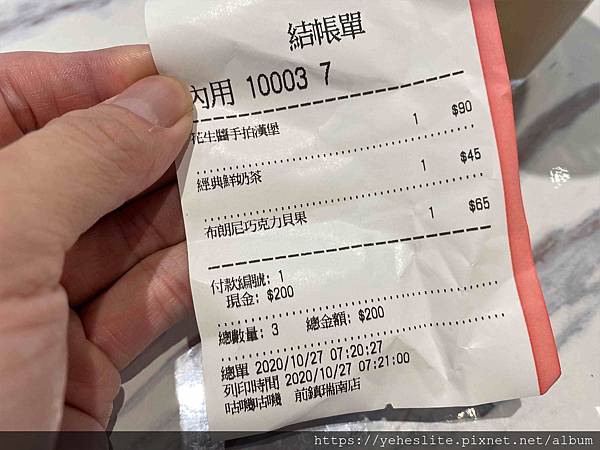 結帳單
內用 10003 7
花生醬手拍漢堡 1 $90
經典鮮奶茶 1 $45
布朗尼巧克力貝果 1 $65
付款編號: 1
現金: $200
總數量: 3 總金額: $200
總單 2020/10/27 07:20:27
列印時間 2020/10/27 07:21:00
咕嘰咕嘰 前鎮瑞南店
https://yeheslite.pixnet.net/album